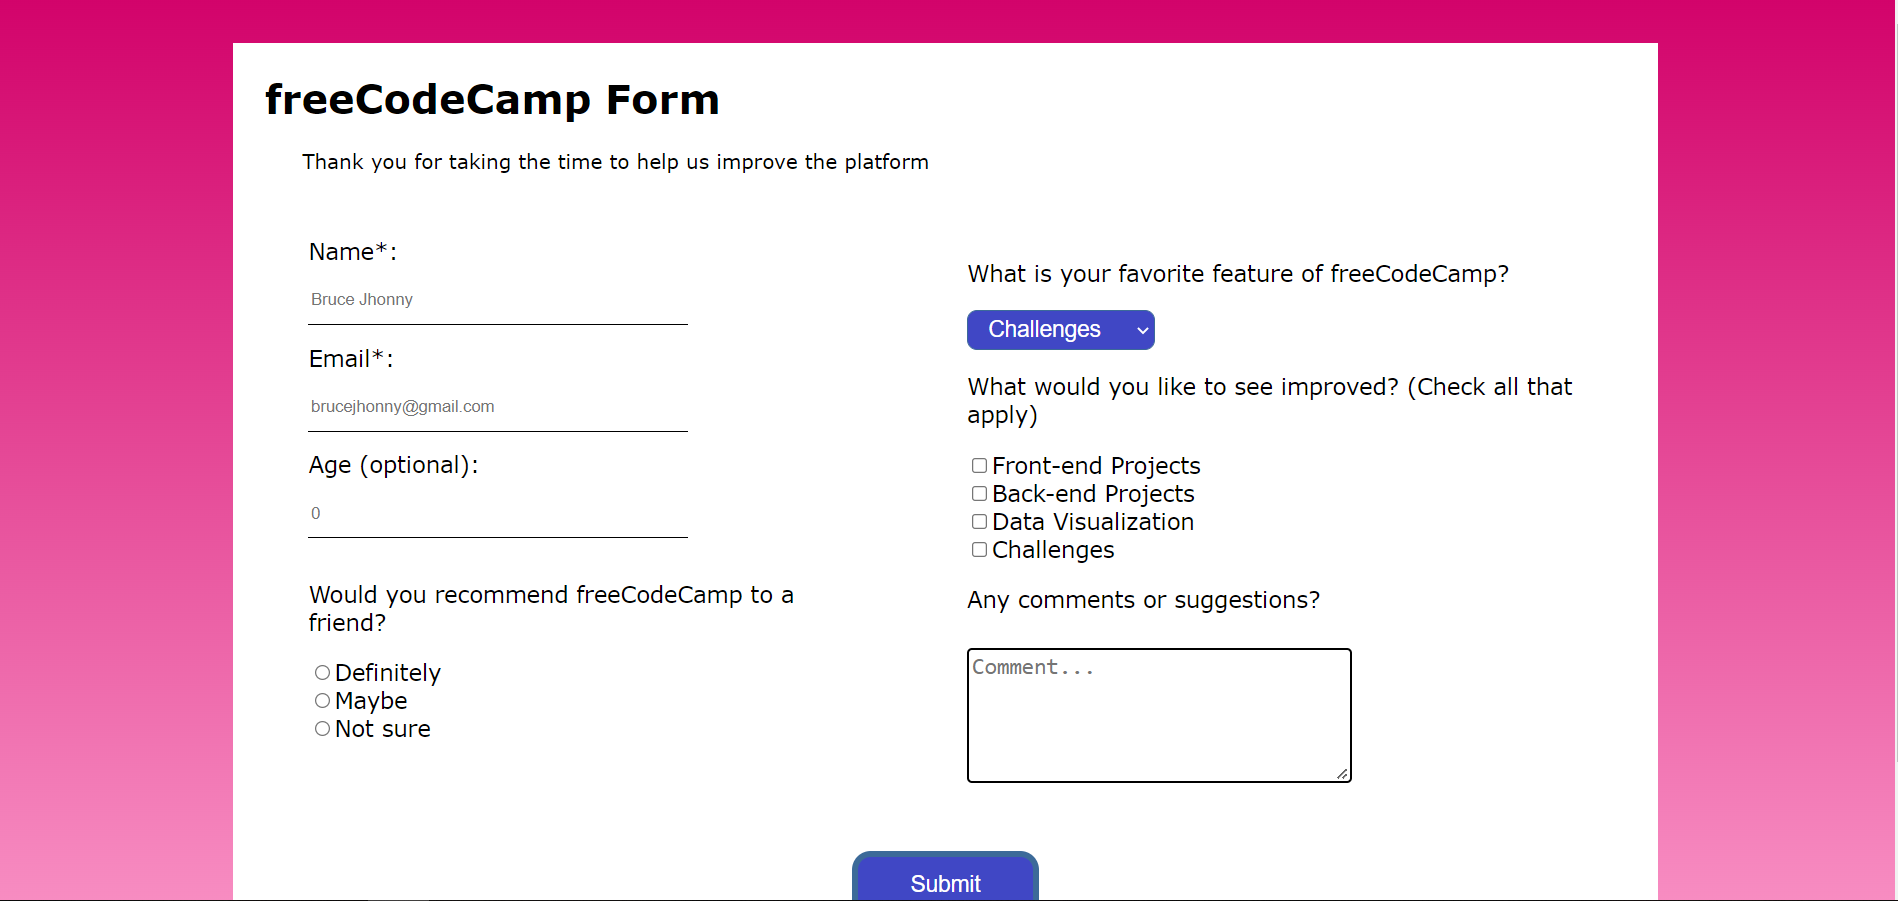 freeCodeCamp Form
Thank you for taking the time to help us improve the platform
Name*:
Bruce Jhonny
Email*:
brucejhonny@gmail.com
Age (optional):
0
Would you recommend freeCodeCamp to a
friend?
Definitely
Maybe
Not sure
What is your favorite feature of freeCodeCamp?
Challenges
What would you like to see improved? (Check all that
apply)
Front-end Projects
Back-end Projects
Data Visualization
Challenges
Any comments or suggestions?
Comment...
Submit